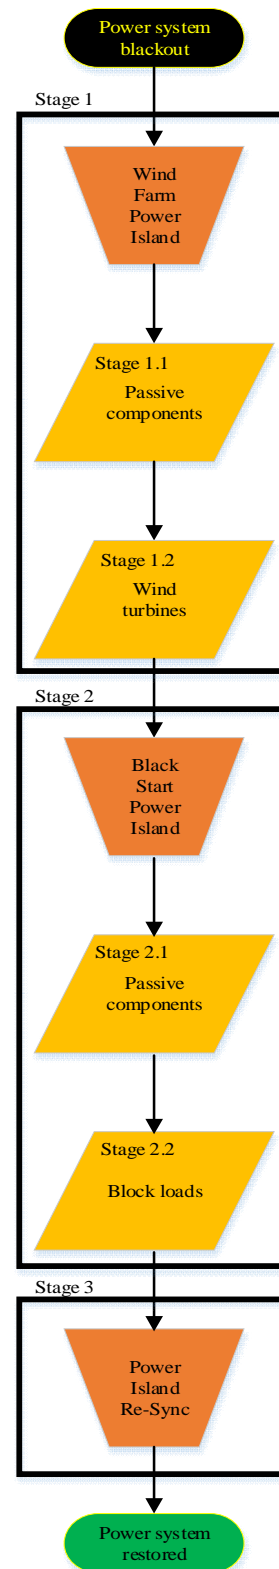 Power system
blackout
Stage 1
Wind
Farm
Power
Island
Stage 1.1
Passive
components
Stage 1.2
Wind
turbines
Stage 2
Black
Start
Power
Island
Stage 2.1
Passive
components
Stage 2.2
Block loads
Stage 3
Power
Island
Re-Sync
Power system
restored